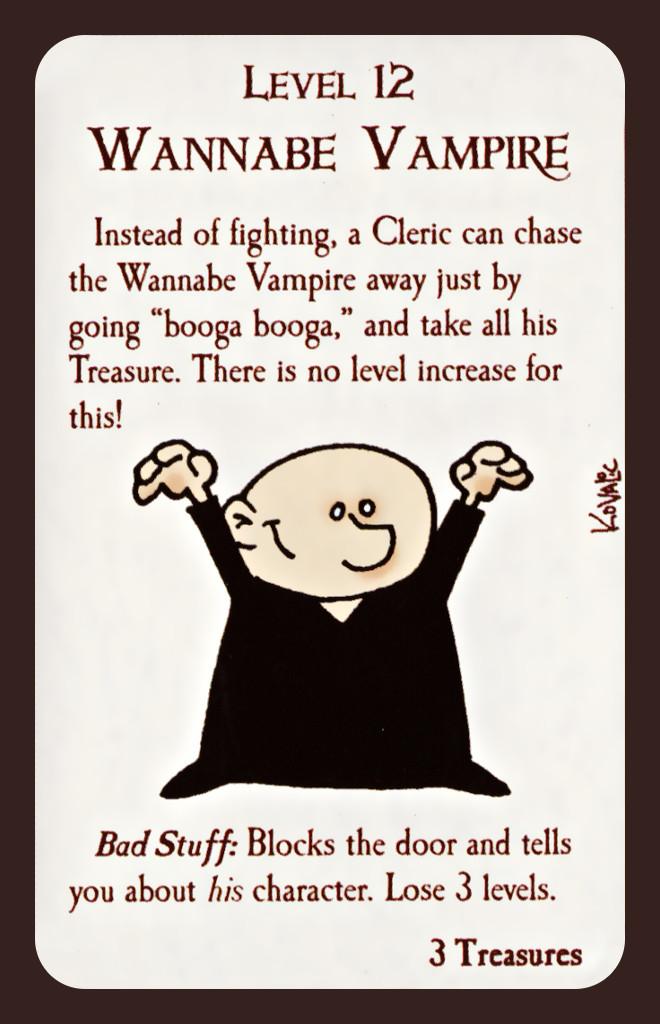 Level 12
Wannabe Vampire
Instead of fighting, a Cleric can chase
the Wannabe Vampire away just by
going “booga booga,” and take all his
Treasure. There is no level increase for
this!
Kovalic
Bad Stuff: Blocks the door and tells
you about his character. Lose 3 levels.
3 Treasures